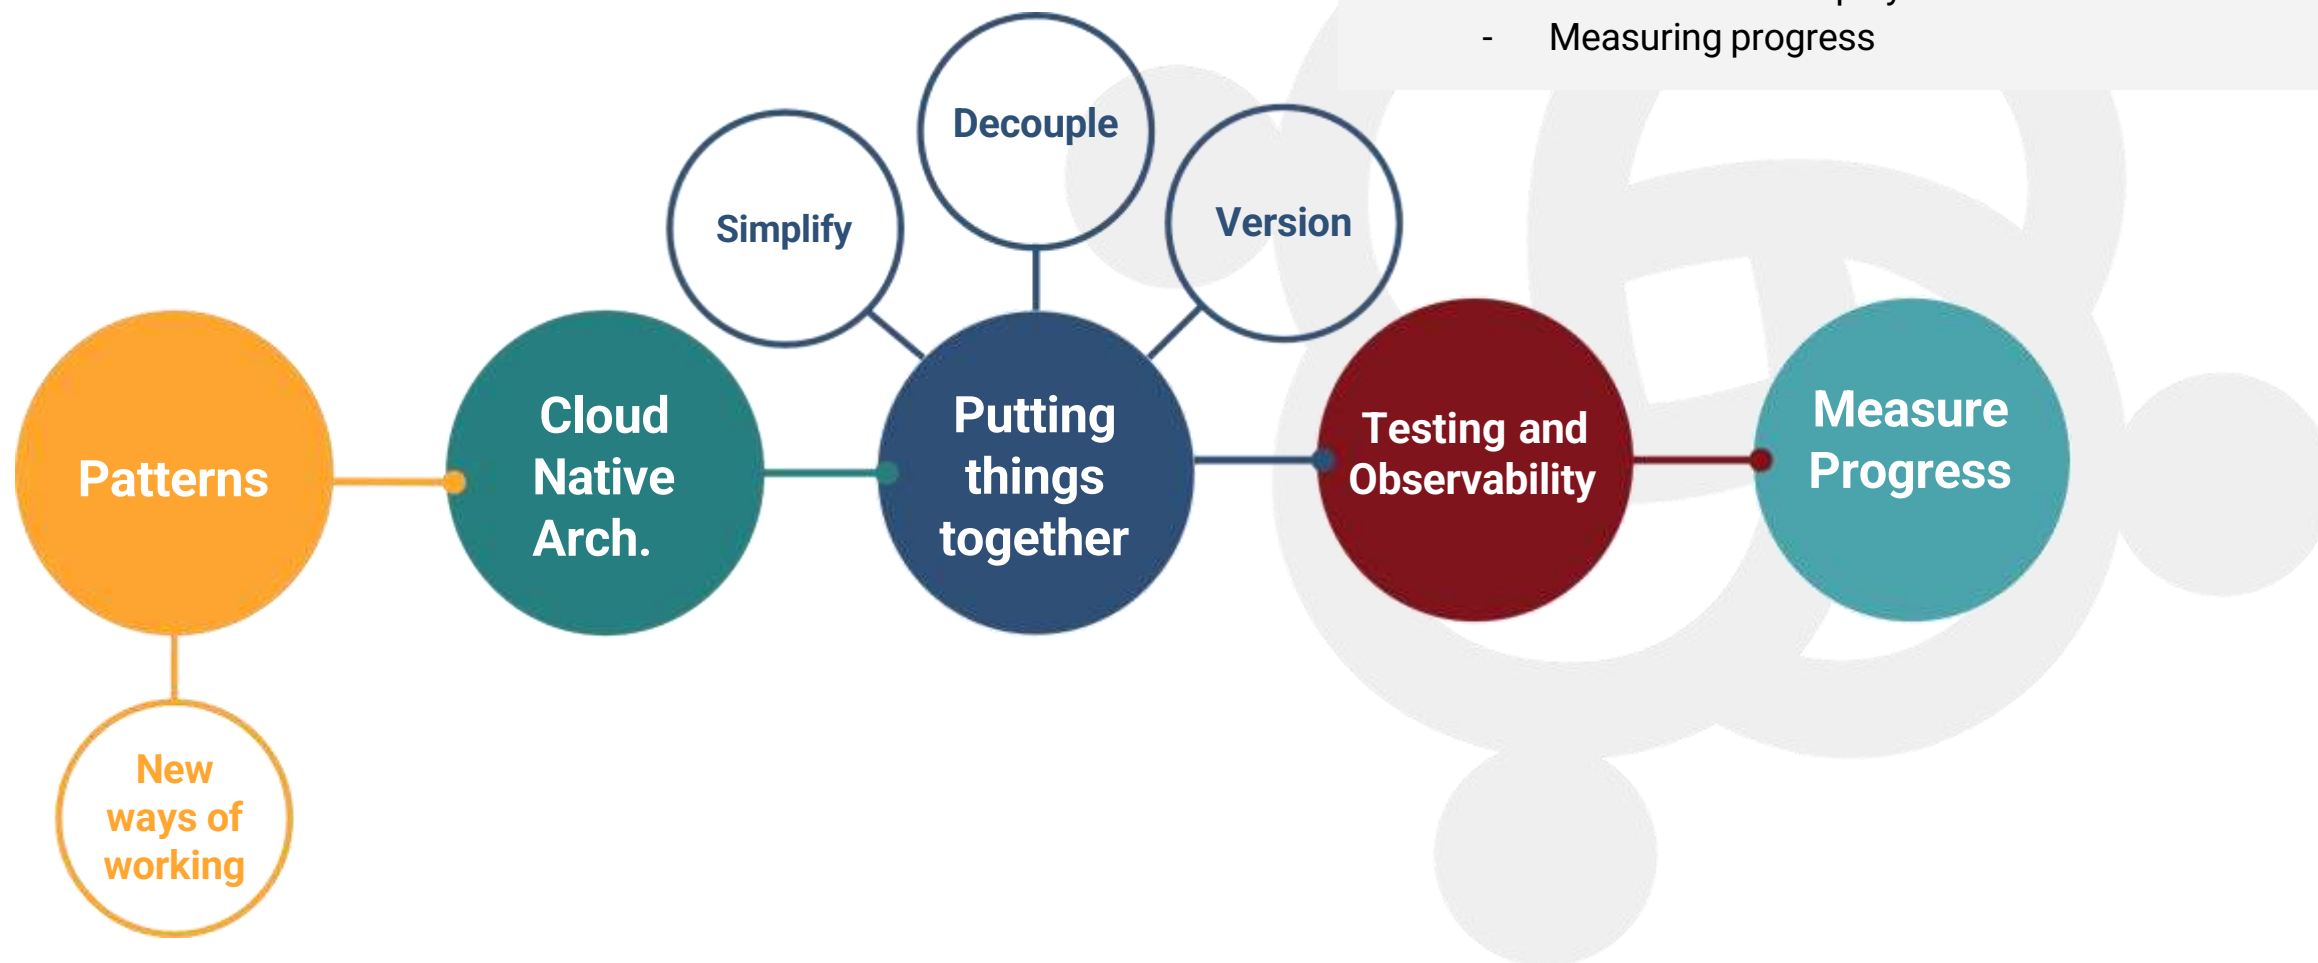 - Measuring progress
Decouple
Simplify
Version
Patterns
Cloud
Native
Arch.
Putting
things
together
Testing and
Observability
Measure
Progress
New
ways of
working